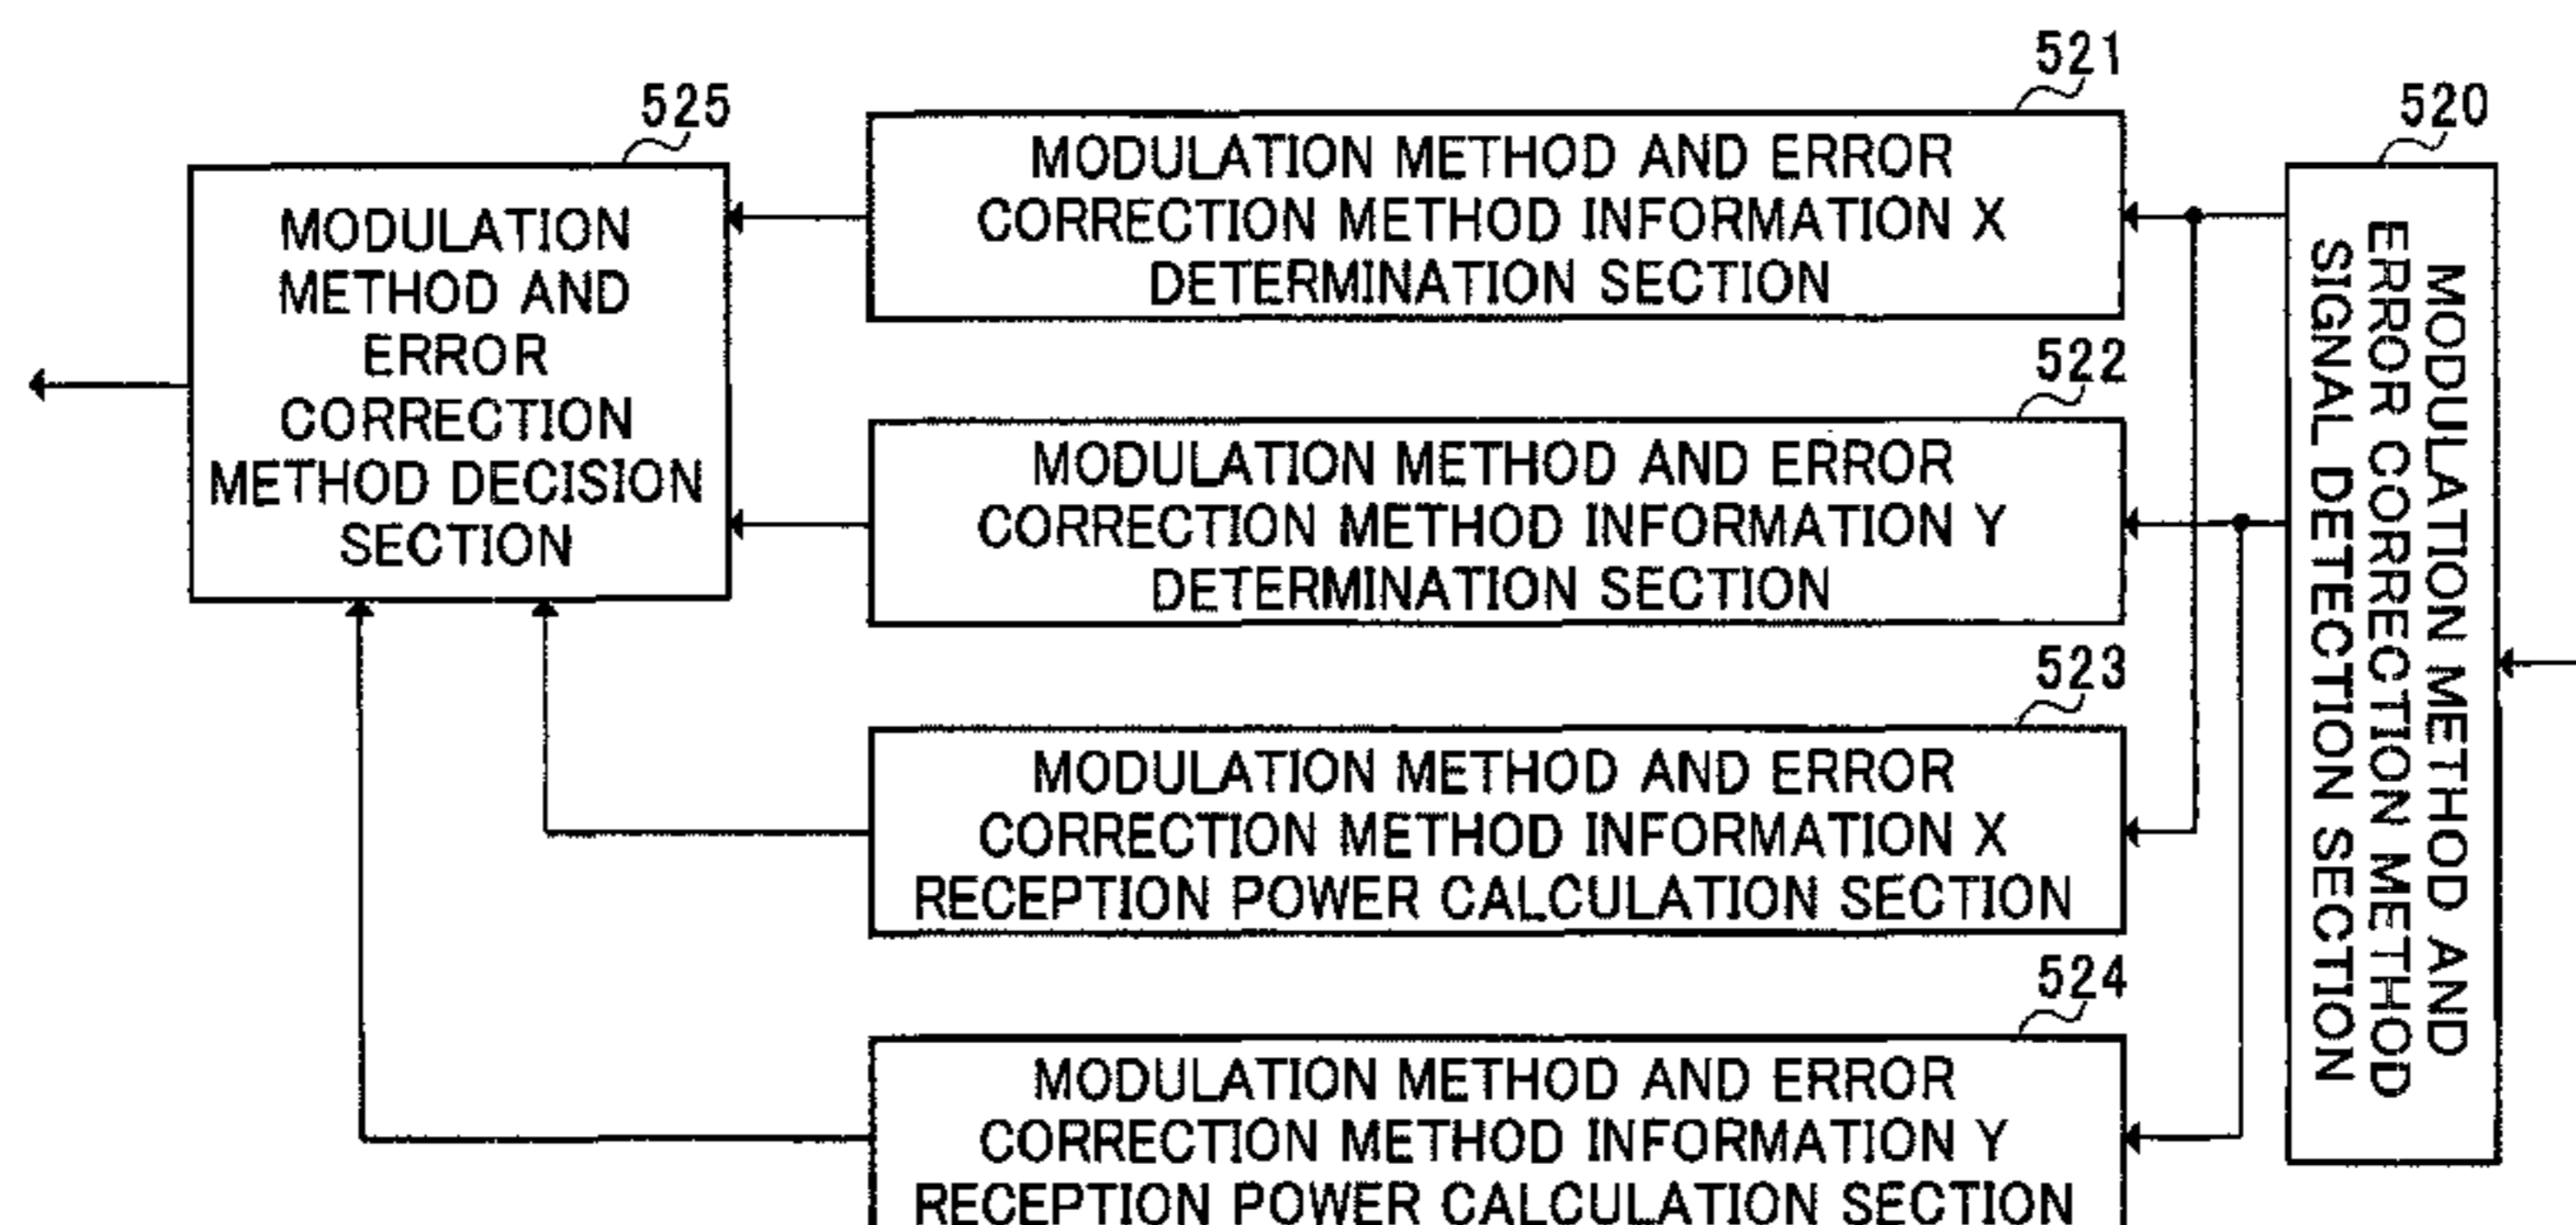 525
MODULATION
METHOD AND
ERROR
CORRECTION
METHOD DECISION
SECTION
521
MODULATION METHOD AND ERROR
CORRECTION METHOD INFORMATION X
DETERMINATION SECTION
522
MODULATION METHOD AND ERROR
CORRECTION METHOD INFORMATION Y
DETERMINATION SECTION
523
MODULATION METHOD AND ERROR
CORRECTION METHOD INFORMATION X
RECEPTION POWER CALCULATION SECTION
524
MODULATION METHOD AND ERROR
CORRECTION METHOD INFORMATION Y
RECEPTION POWER CALCULATION SECTION
520
MODULATION METHOD AND
ERROR CORRECTION METHOD
SIGNAL DETECTION SECTION